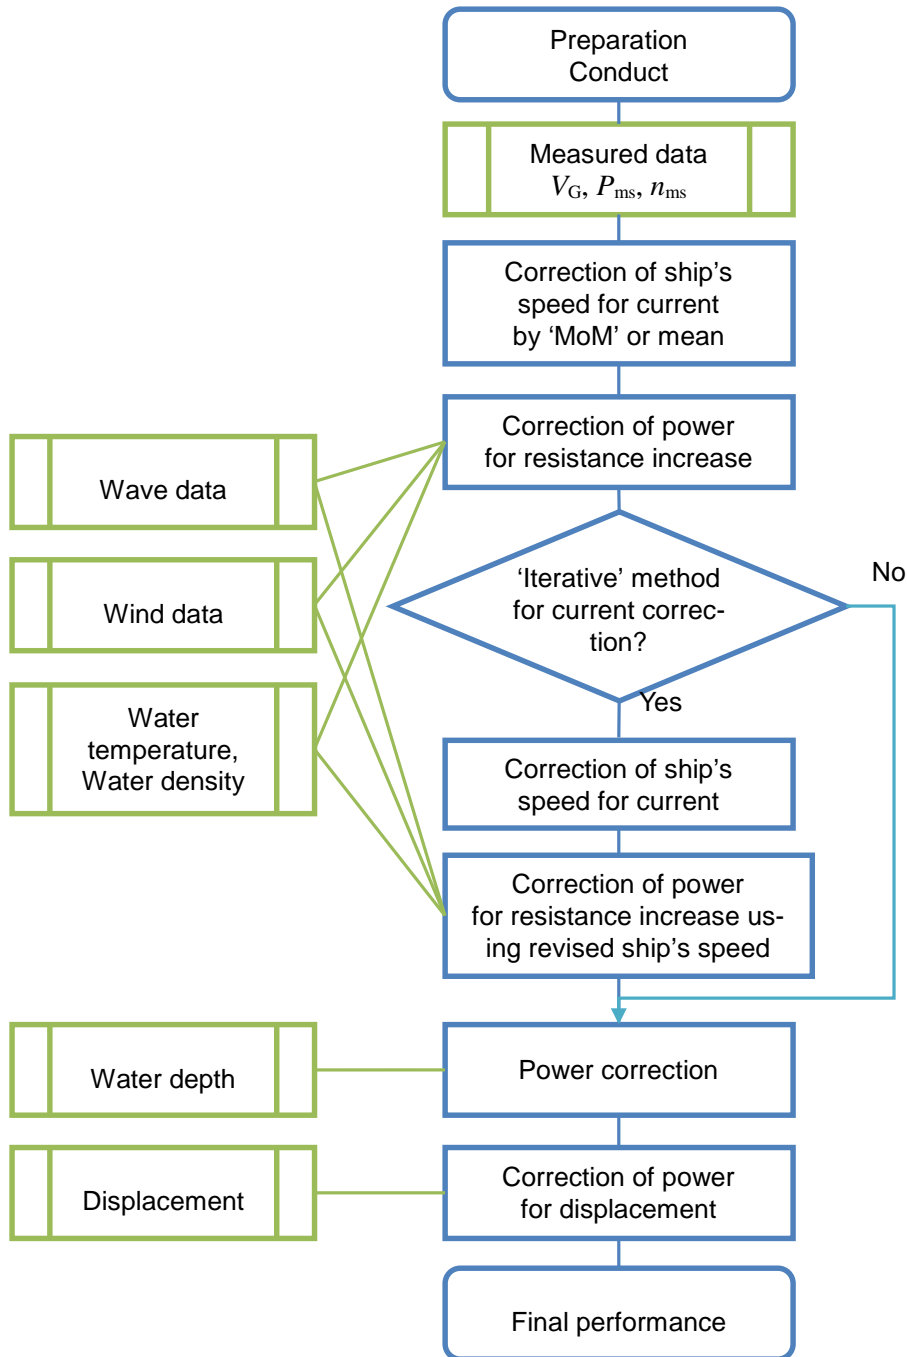 Preparation
Conduct
Measured data
V_G, P_ms, n_ms
Correction of ship’s
speed for current
by ‘MoM’ or mean
Correction of power
for resistance increase
Wave data
‘Iterative’ method
for current correc-
tion?
No
Wind data
Yes
Water
temperature,
Water density
Correction of ship’s
speed for current
Correction of power
for resistance increase us-
ing revised ship’s speed
Water depth
Power correction
Displacement
Correction of power
for displacement
Final performance